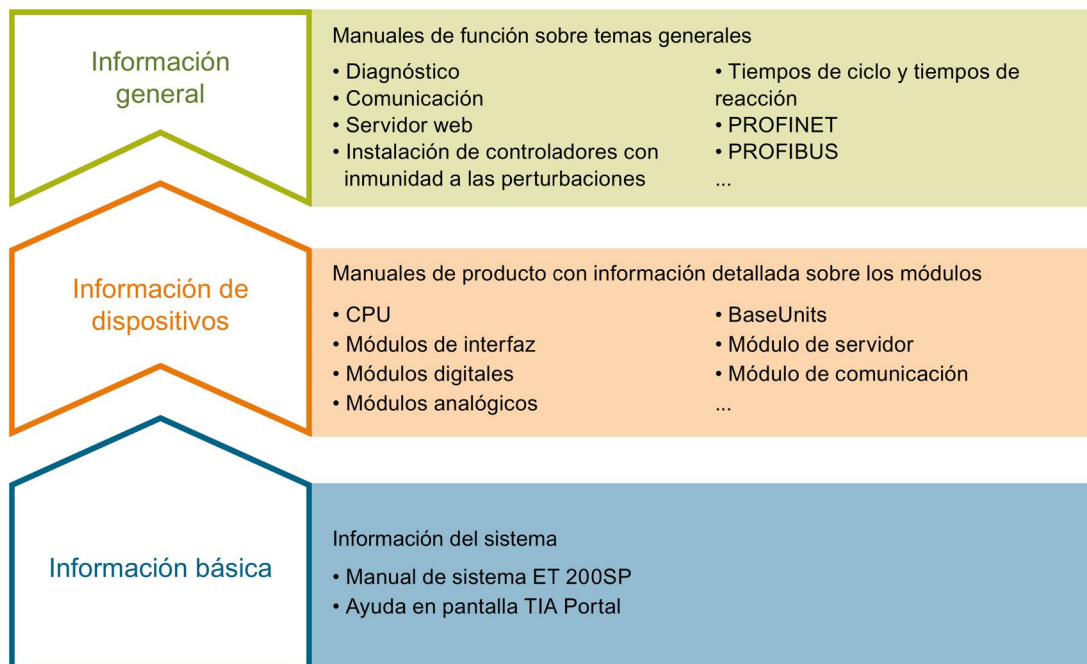 Información
general
Manuales de función sobre temas generales
• Diagnóstico
• Comunicación
• Servidor web
• Instalación de controladores con
inmunidad a las perturbaciones
• Tiempos de ciclo y tiempos de
reacción
• PROFINET
• PROFIBUS
...
Información de
dispositivos
Manuales de producto con información detallada sobre los módulos
• CPU
• Módulos de interfaz
• Módulos digitales
• Módulos analógicos
• BaseUnits
• Módulo de servidor
• Módulo de comunicación
...
Información básica
Información del sistema
• Manual de sistema ET 200SP
• Ayuda en pantalla TIA Portal